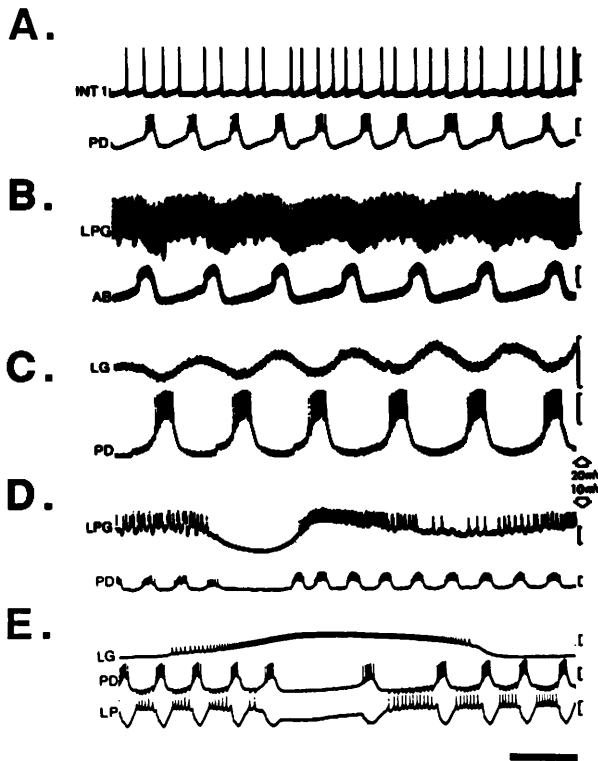 A.
INT 1
PD
B.
LPG
AB
C.
LG
PD
20mv
10mv
D.
LPG
PD
E.
LG
PD
LP